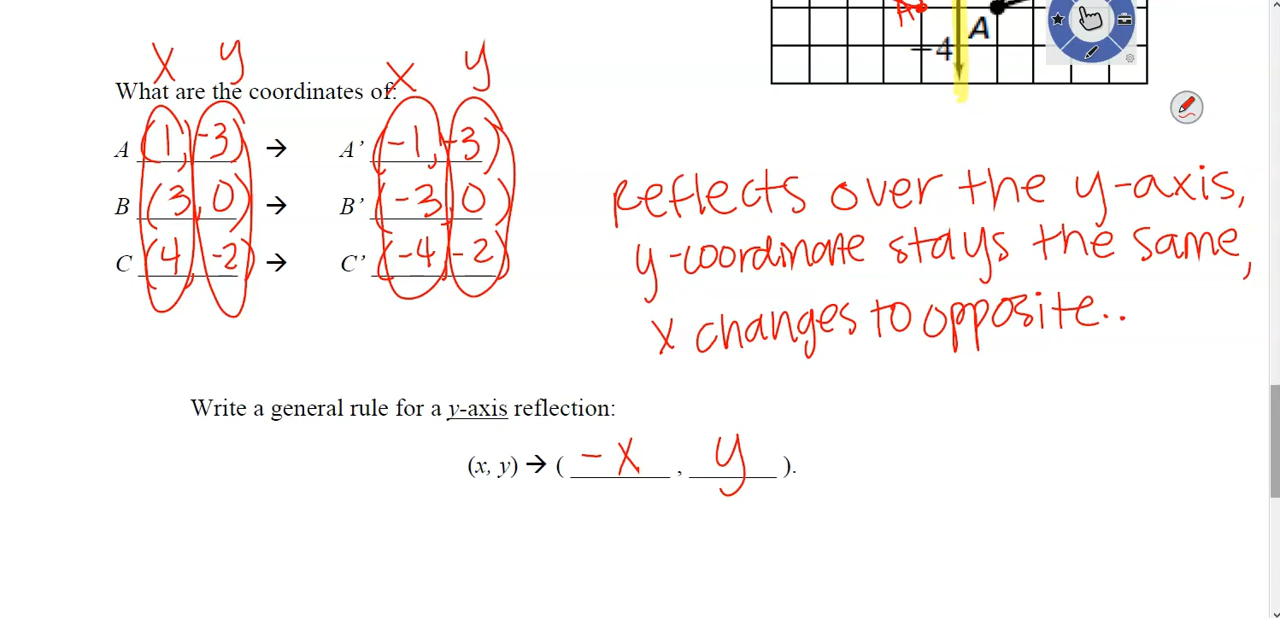 A'
A
-4
x y x y
What are the coordinates of:
A (1, -3) → A' (-1, -3)
B (3, 0) → B' (-3, 0)
C (4, -2) → C' (-4, -2)
Reflects over the y-axis,
y-coordinate stays the same,
x changes to opposite..
Write a general rule for a y-axis reflection:
(x, y) → ( -x , y ).